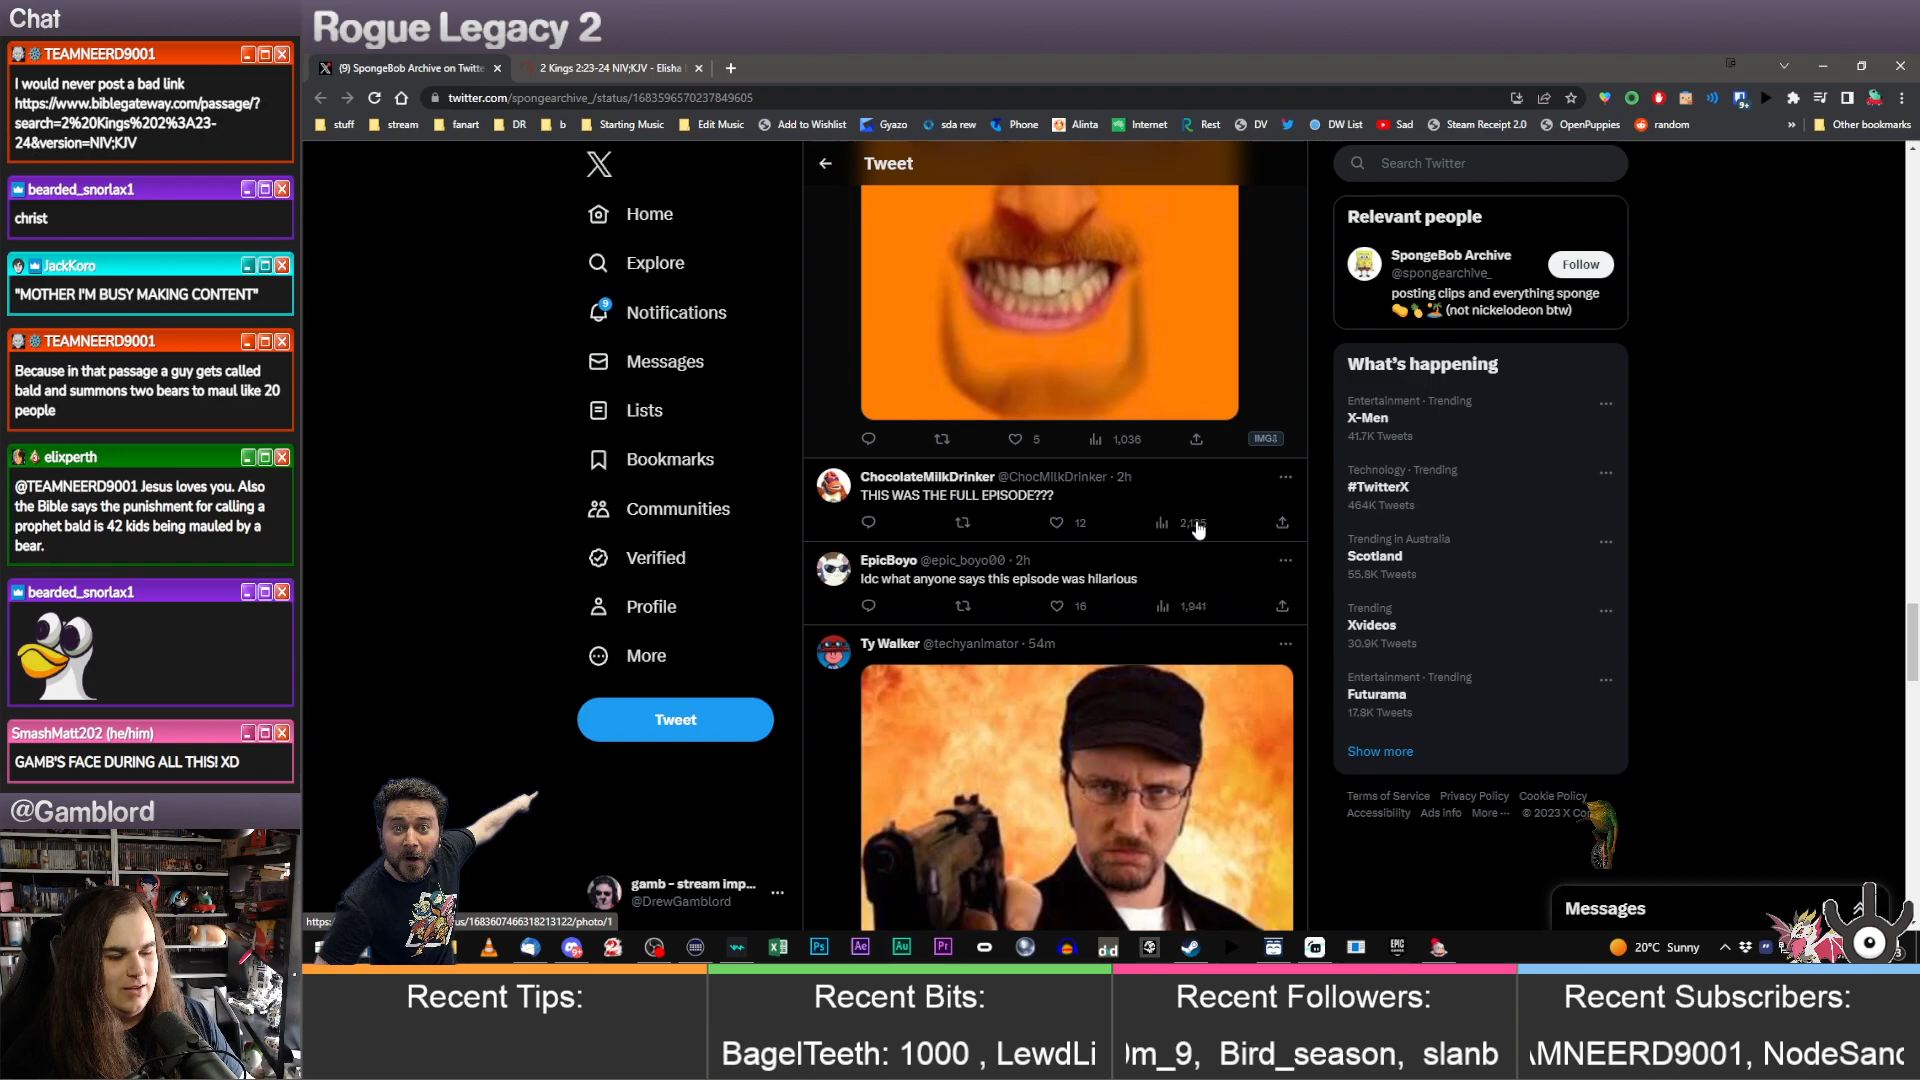 Chat
TEAMNEERD9001
I would never post a bad link
https://www.biblegateway.com/passage/?
search=2%20Kings%202%3A23-
24&version=NIV;KJV
bearded_snorlax1
christ
JackKoro
"MOTHER I'M BUSY MAKING CONTENT"
TEAMNEERD9001
Because in that passage a guy gets called
bald and summons two bears to maul like 20
people
elixperth
@TEAMNEERD9001 Jesus loves you. Also
the Bible says the punishment for calling a
prophet bald is 42 kids being mauled by a
bear.
bearded_snorlax1
SmashMatt202 (he/him)
GAMB'S FACE DURING ALL THIS! XD
@Gamblord
Rogue Legacy 2
(9) SpongeBob Archive on Twitte
2 Kings 2:23-24 NIV;KJV - Elisha
twitter.com/spongearchive_/status/1683596570237849605
stuff
stream
fanart
DR
b
Starting Music
Edit Music
Add to Wishlist
Gyazo
sda rew
Phone
Alinta
Internet
Rest
DV
DW List
Sad
Steam Receipt 2.0
OpenPuppies
random
»
Other bookmarks
X
Home
Explore
9
Notifications
Messages
Lists
Bookmarks
Communities
Verified
Profile
More
Tweet
gamb - stream imp...
@DrewGamblord
https:
us/1683607466318213122/photo/1
Tweet
5
1,036
IMG
ChocolateMilkDrinker @ChocMilkDrinker · 2h
THIS WAS THE FULL EPISODE???
12
EpicBoyo @epic_boyo00 · 2h
Idc what anyone says this episode was hilarious
16
1,941
Ty Walker @techyanimator · 54m
Search Twitter
Relevant people
SpongeBob Archive
@spongearchive_
Follow
posting clips and everything sponge
(not nickelodeon btw)
What's happening
Entertainment · Trending
X-Men
41.7K Tweets
Technology · Trending
#TwitterX
464K Tweets
Trending in Australia
Scotland
55.8K Tweets
Trending
Xvideos
30.9K Tweets
Entertainment · Trending
Futurama
17.8K Tweets
Show more
Terms of Service Privacy Policy Cookie Policy
Accessibility Ads info More ··· © 2023 X Co
Messages
20°C Sunny
Recent Tips:
Recent Bits:
BagelTeeth: 1000 , LewdLi
Recent Followers:
m_9, Bird_season, slanb
Recent Subscribers:
MNEERD9001, NodeSand